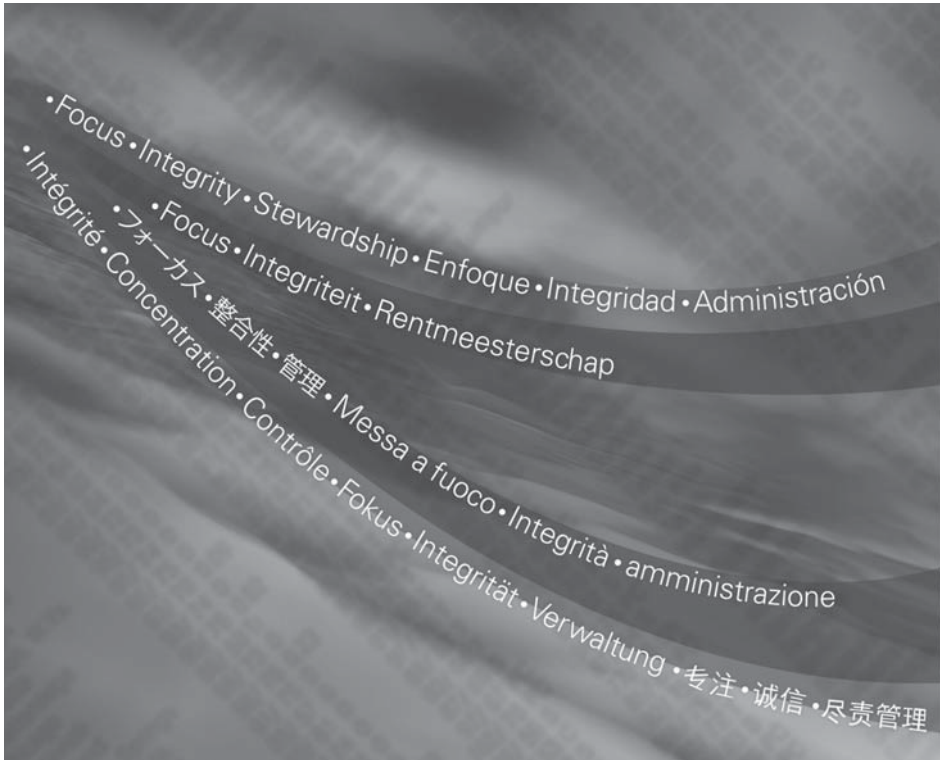 •Focus•Integrity•Stewardship•Enfoque•Integridad•Administración
•Focus•Integriteit•Rentmeesterschap
•フォーカス•整合性•管理•Messa a fuoco•Integrità•amministrazione
•Intégrité•Concentration•Contrôle•Fokus•Integrität•Verwaltung•专注•诚信•尽责管理